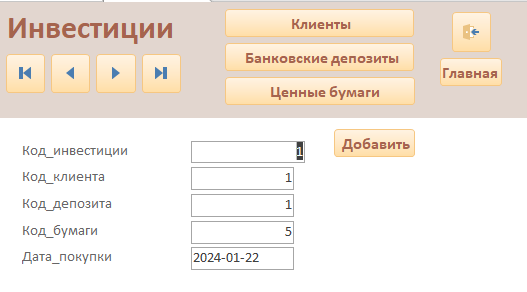 Инвестиции
Клиенты
Банковские депозиты
Ценные бумаги
Главная
Добавить
Код_инвестиции 1
Код_клиента 1
Код_депозита 1
Код_бумаги 5
Дата_покупки 2024-01-22